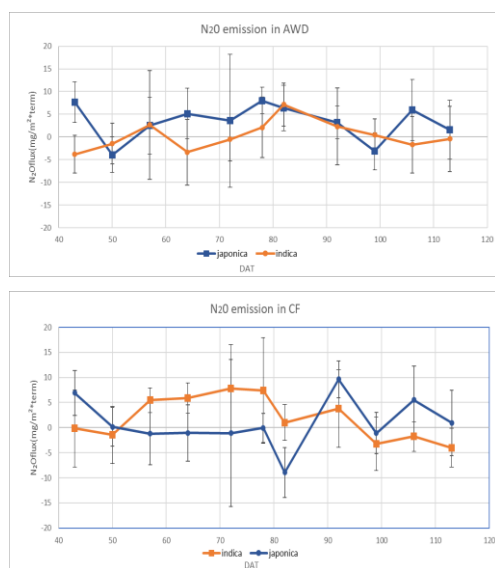 N20 emission in AWD
20
15
10
5
0
-5
-10
-15
-20
N₂Oflux(mg/m²*term)
40 50 60 70 80 90 100 110 120
japonica indica
DAT
N20 emission in CF
20
15
10
5
0
-5
-10
-15
-20
N₂Oflux(mg/m²*term)
40 50 60 70 80 90 100 110 120
indica japonica
DAT